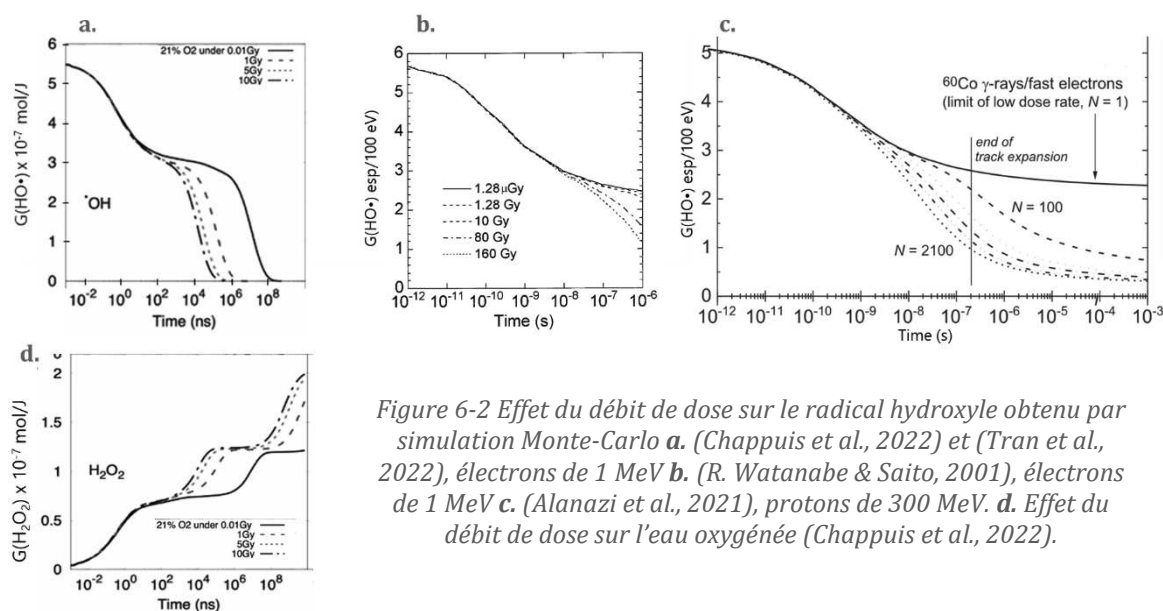 a.
G(HO•) x 10⁻⁷ mol/J
6
5
4
3
2
1
0
21% O2 under 0.01Gy
1Gy
5Gy
10Gy
•OH
10⁻² 10⁰ 10² 10⁴ 10⁶ 10⁸
Time (ns)
b.
G(HO•) esp/100 eV)
6
5
4
3
2
1
0
1.28µGy
1.28 Gy
10 Gy
80 Gy
160 Gy
10⁻¹² 10⁻¹¹ 10⁻¹⁰ 10⁻⁹ 10⁻⁸ 10⁻⁷ 10⁻⁶
Time (s)
c.
G(HO•) esp/100 eV)
5
4
3
2
1
0
⁶⁰Co γ-rays/fast electrons
(limit of low dose rate, N = 1)
end of
track expansion
N = 100
N = 2100
10⁻¹² 10⁻¹¹ 10⁻¹⁰ 10⁻⁹ 10⁻⁸ 10⁻⁷ 10⁻⁶ 10⁻⁵ 10⁻⁴ 10⁻³
Time (s)
d.
G(H₂O₂) x 10⁻⁷ mol/J
2
1.5
1
0.5
0
H₂O₂
21% O2 under 0.01Gy
1Gy
5Gy
10Gy
10⁻² 10⁰ 10² 10⁴ 10⁶ 10⁸
Time (ns)
Figure 6-2 Effet du débit de dose sur le radical hydroxyle obtenu par
simulation Monte-Carlo a. (Chappuis et al., 2022) et (Tran et al.,
2022), électrons de 1 MeV b. (R. Watanabe & Saito, 2001), électrons
de 1 MeV c. (Alanazi et al., 2021), protons de 300 MeV. d. Effet du
débit de dose sur l'eau oxygénée (Chappuis et al., 2022).